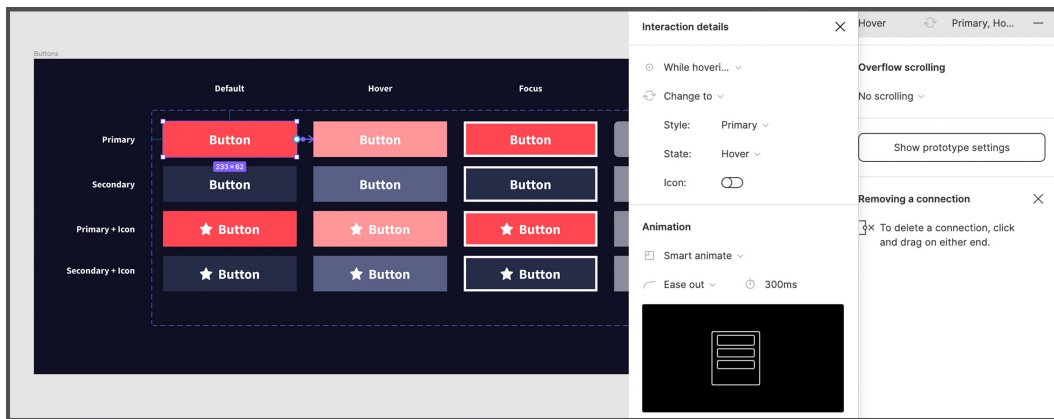 Buttons
Default Hover Focus
Primary Button Button Button
233 × 62
Secondary Button Button Button
Primary + Icon Button Button Button
Secondary + Icon Button Button Button
Interaction details
While hoveri...
Change to
Style: Primary
State: Hover
Icon:
Animation
Smart animate
Ease out 300ms
Hover Primary, Ho...
Overflow scrolling
No scrolling
Show prototype settings
Removing a connection
To delete a connection, click
and drag on either end.